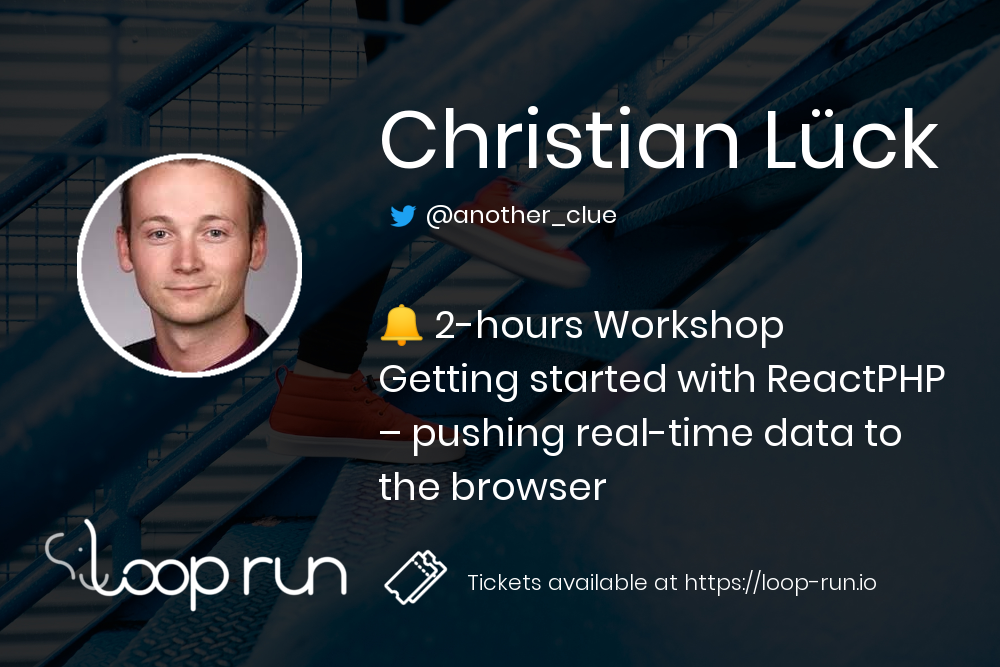 Christian Lück
@another_clue
🔔 2-hours Workshop
Getting started with ReactPHP
– pushing real-time data to
the browser
loop run
Tickets available at https://loop-run.io